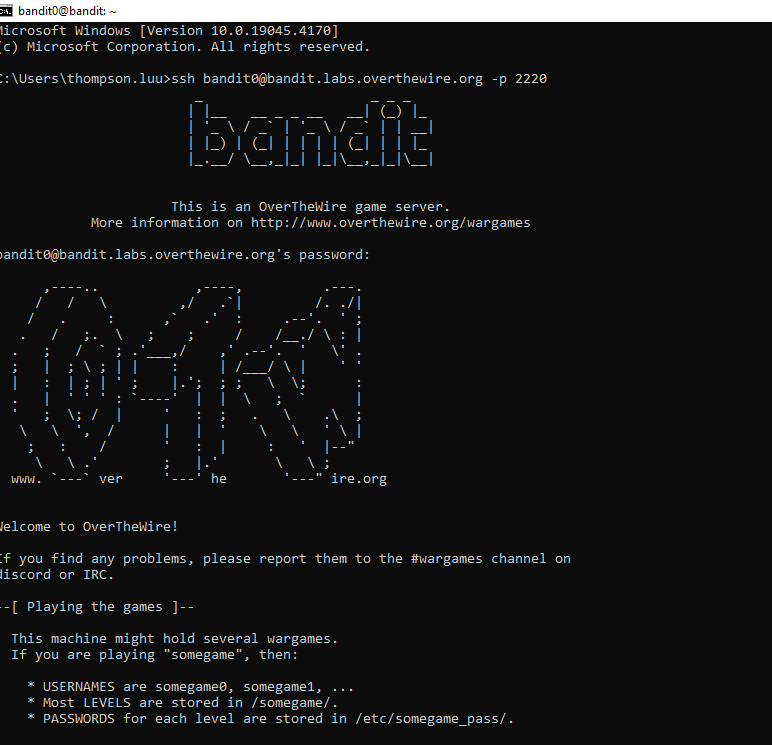 bandit0@bandit: ~
Microsoft Windows [Version 10.0.19045.4170]
(c) Microsoft Corporation. All rights reserved.
C:\Users\thompson.luu>ssh bandit0@bandit.labs.overthewire.org -p 2220
bandit
This is an OverTheWire game server.
More information on http://www.overthewire.org/wargames
bandit0@bandit.labs.overthewire.org's password:
www. ver he ire.org
Welcome to OverTheWire!
If you find any problems, please report them to the #wargames channel on
discord or IRC.
--[ Playing the games ]--
This machine might hold several wargames.
If you are playing "somegame", then:
* USERNAMES are somegame0, somegame1, ...
* Most LEVELS are stored in /somegame/.
* PASSWORDS for each level are stored in /etc/somegame_pass/.